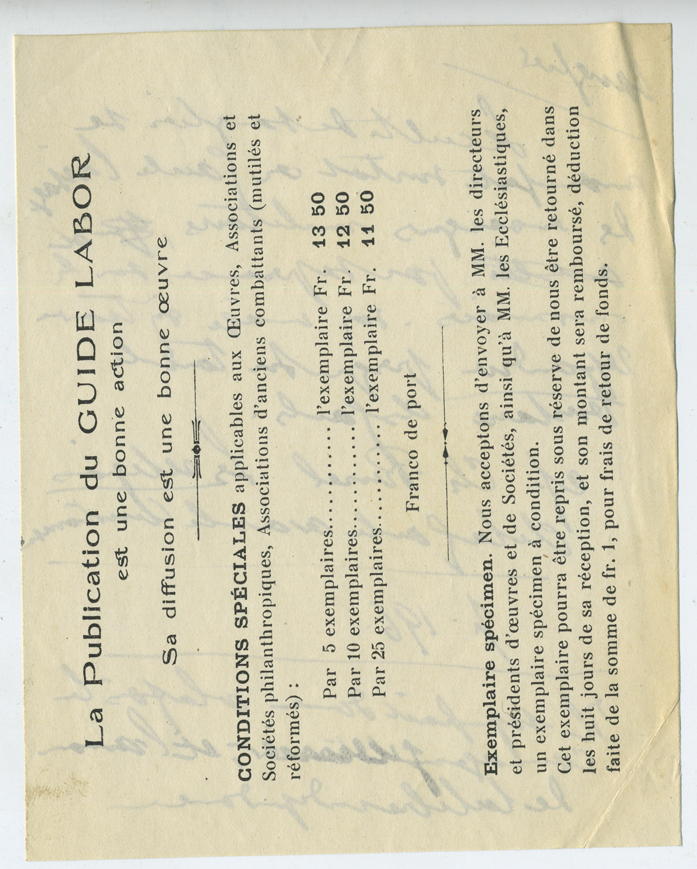 La Publication du GUIDE LABOR
est une bonne action
Sa diffusion est une bonne œuvre
CONDITIONS SPÉCIALES applicables aux Œuvres, Associations et
Sociétés philanthropiques, Associations d'anciens combattants (mutilés et
réformés) :
Par 5 exemplaires............ l'exemplaire Fr. 13 50
Par 10 exemplaires............ l'exemplaire Fr. 12 50
Par 25 exemplaires............ l'exemplaire Fr. 11 50
Franco de port
Exemplaire spécimen. Nous acceptons d'envoyer à MM. les directeurs
et présidents d'œuvres et de Sociétés, ainsi qu'à MM. les Ecclésiastiques,
un exemplaire spécimen à condition.
Cet exemplaire pourra être repris sous réserve de nous être retourné dans
les huit jours de sa réception, et son montant sera remboursé, déduction
faite de la somme de fr. 1, pour frais de retour de fonds.